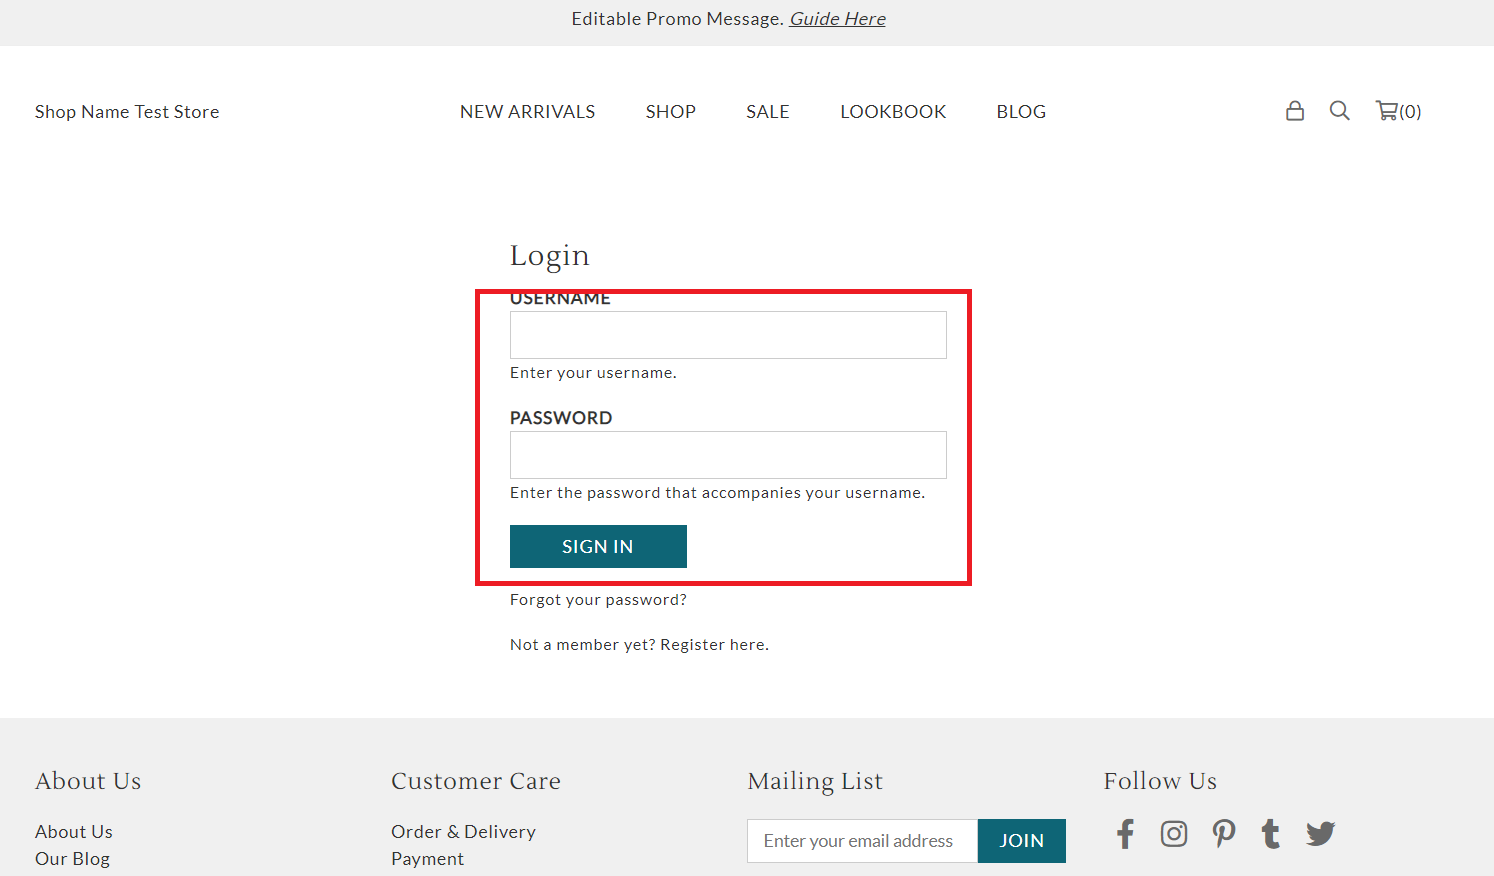 Editable Promo Message. Guide Here
Shop Name Test Store
NEW ARRIVALS SHOP SALE LOOKBOOK BLOG
(0)
Login
USERNAME
Enter your username.
PASSWORD
Enter the password that accompanies your username.
SIGN IN
Forgot your password?
Not a member yet? Register here.
About Us
About Us
Our Blog
Customer Care
Order & Delivery
Payment
Mailing List
Enter your email address JOIN
Follow Us